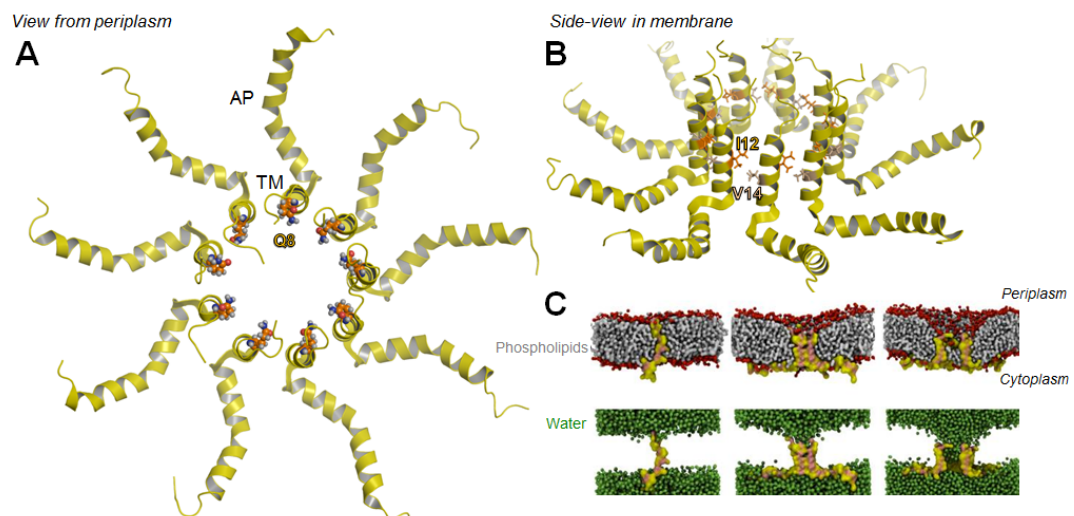 View from periplasm
Side-view in membrane
A
AP
TM
Q8
B
I12
V14
C
Periplasm
Phospholipids
Cytoplasm
Water